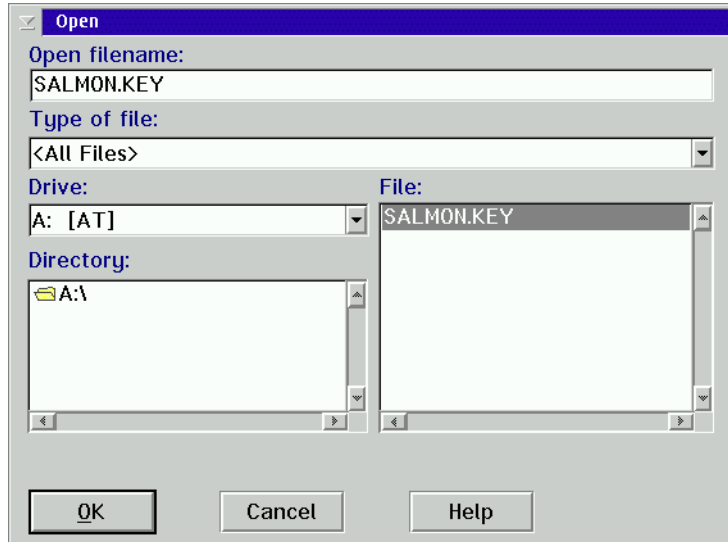 Open
Open filename:
SALMON.KEY
Type of file:
<All Files>
Drive:
A: [AT]
Directory:
A:\
File:
SALMON.KEY
OK
Cancel
Help